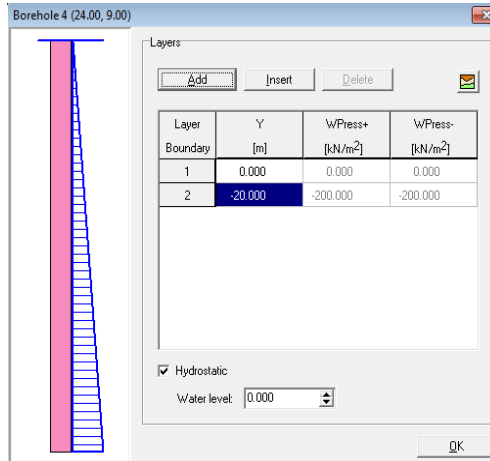 Borehole 4 (24.00, 9.00)
Layers
Add Insert Delete
Layer Y WPress+ WPress-
Boundary [m] [kN/m2] [kN/m2]
1 0.000 0.000 0.000
2 -20.000 -200.000 -200.000
Hydrostatic
Water level: 0.000
OK